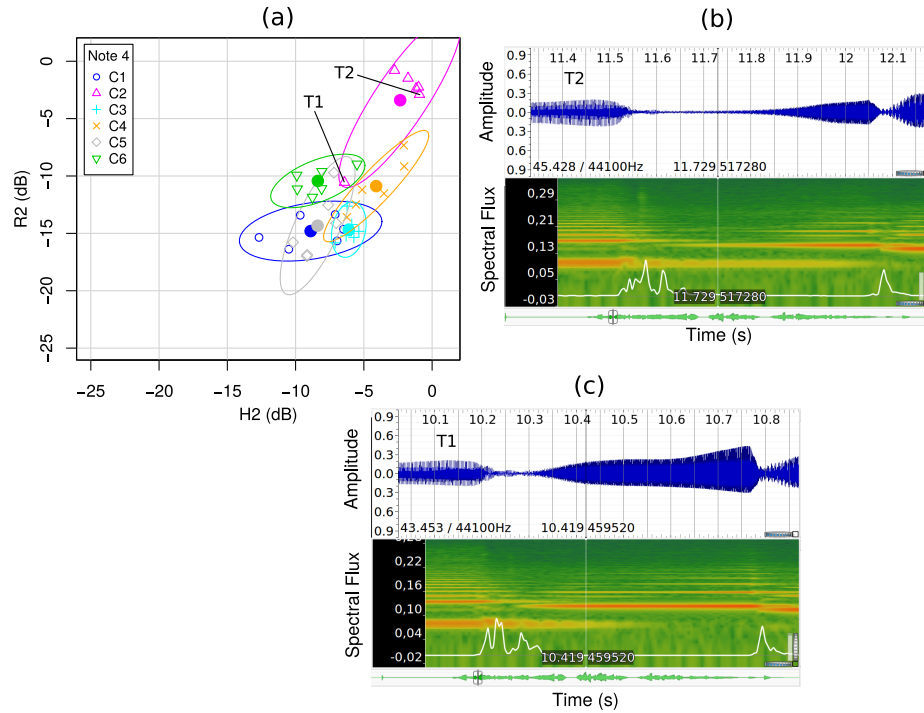 (a)
Note 4
C1
C2
C3
C4
C5
C6
T2
T1
0
−5
−10
−15
−20
−25
R2 (dB)
−25 −20 −15 −10 −5 0
H2 (dB)
(b)
Amplitude
0.9
0.6
0.3
0.0
0.3
0.6
0.9
11.4 11.5 11.6 11.7 11.8 11.9 12 12.1
T2
45.428 / 44100Hz 11.729 517280
Spectral Flux
0,29
0,21
0,13
0,05
-0,03
11.729 517280
Time (s)
(c)
Amplitude
0.9
0.6
0.3
0.0
0.3
0.6
0.9
10.1 10.2 10.3 10.4 10.5 10.6 10.7 10.8
T1
43.453 / 44100Hz 10.419 459520
Spectral Flux
0,22
0,16
0,10
0,04
-0,02
10.419 459520
Time (s)